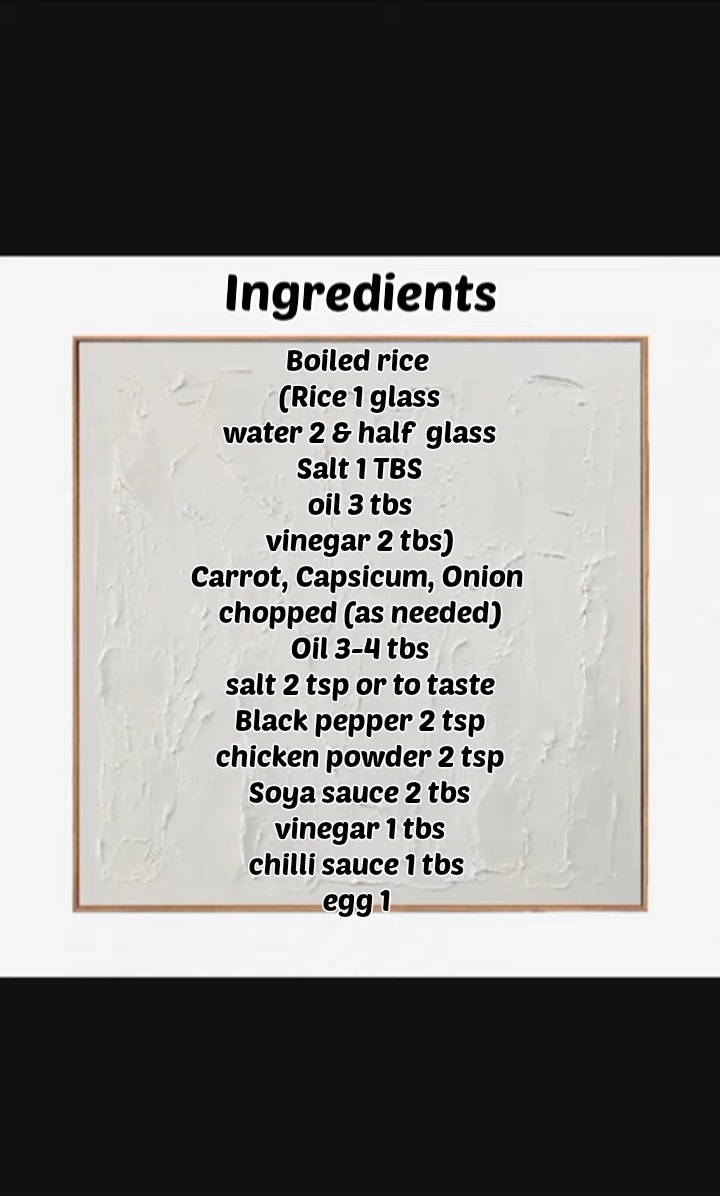 Ingredients
Boiled rice
(Rice 1 glass
water 2 & half glass
Salt 1 TBS
oil 3 tbs
vinegar 2 tbs)
Carrot, Capsicum, Onion
chopped (as needed)
Oil 3-4 tbs
salt 2 tsp or to taste
Black pepper 2 tsp
chicken powder 2 tsp
Soya sauce 2 tbs
vinegar 1 tbs
chilli sauce 1 tbs
egg 1